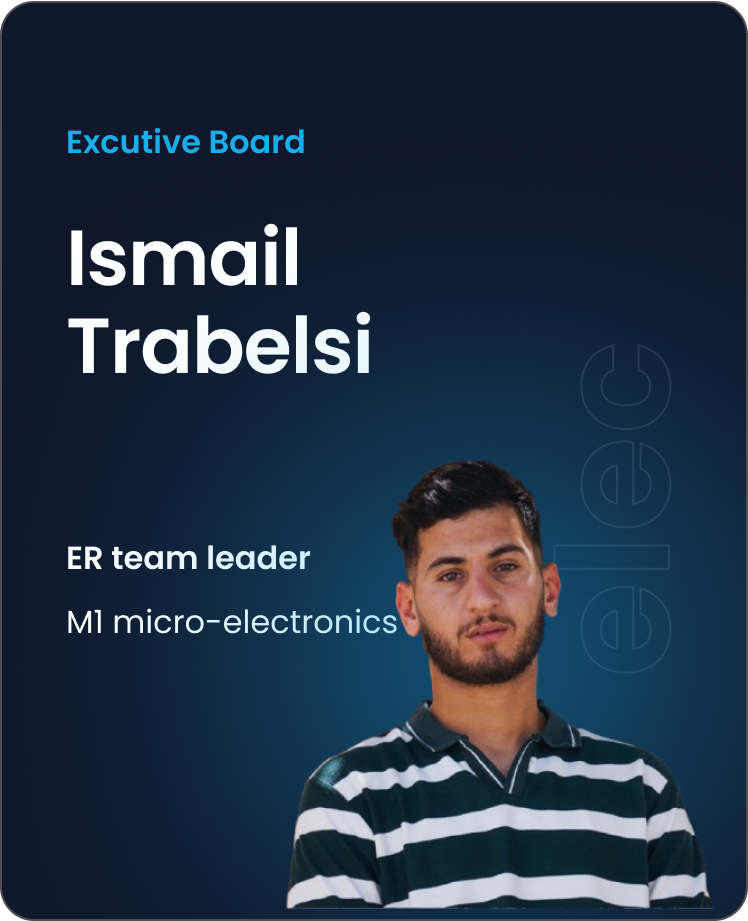 Excutive Board
Ismail
Trabelsi
ER team leader
M1 micro-electronics
elec